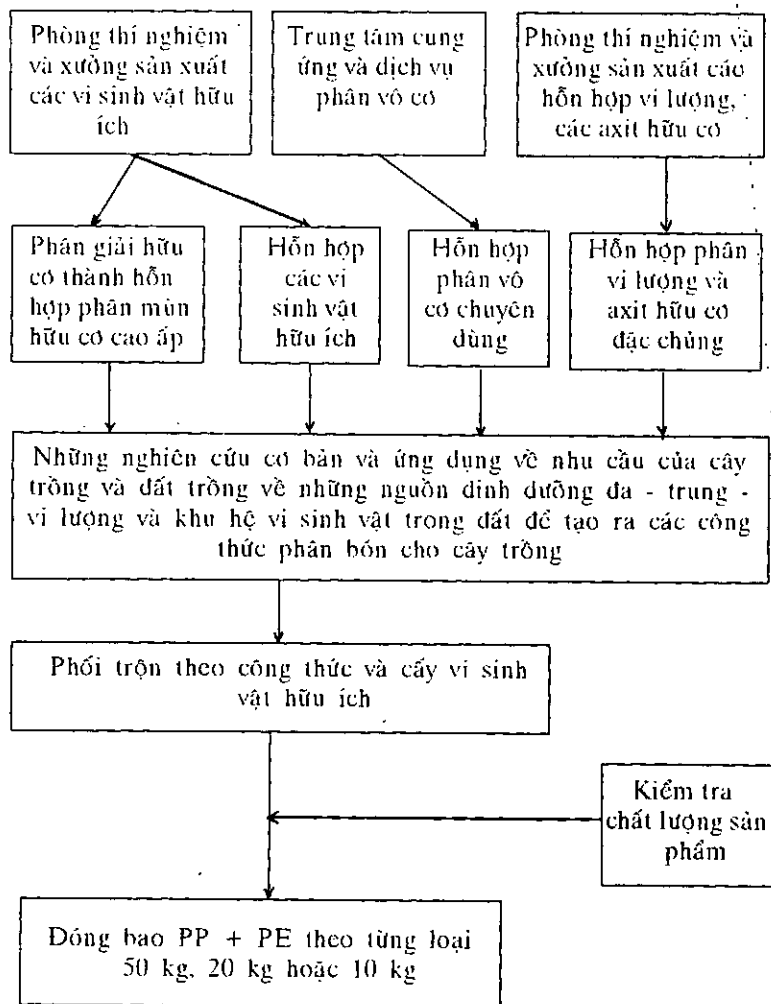 Phòng thí nghiệm
và xưởng sản xuất
các vi sinh vật hữu
ích
Trung tâm cung
ứng và dịch vụ
phân vô cơ
Phòng thí nghiệm và
xưởng sản xuất các
hỗn hợp vi lượng,
các axit hữu cơ
Phân giải hữu
cơ thành hỗn
hợp phân mùn
hữu cơ cao ấp
Hỗn hợp
các vi
sinh vật
hữu ích
Hỗn hợp
phân vô
cơ chuyên
dùng
Hỗn hợp phân
vi lượng và
axit hữu cơ
đặc chủng
Những nghiên cứu cơ bản và ứng dụng về nhu cầu của cây
trồng và đất trồng về những nguồn dinh dưỡng đa - trung -
vi lượng và khu hệ vi sinh vật trong đất để tạo ra các công
thức phân bón cho cây trồng
Phối trộn theo công thức và cấy vi sinh
vật hữu ích
Kiểm tra
chất lượng sản
phẩm
Đóng bao PP + PE theo từng loại
50 kg, 20 kg hoặc 10 kg